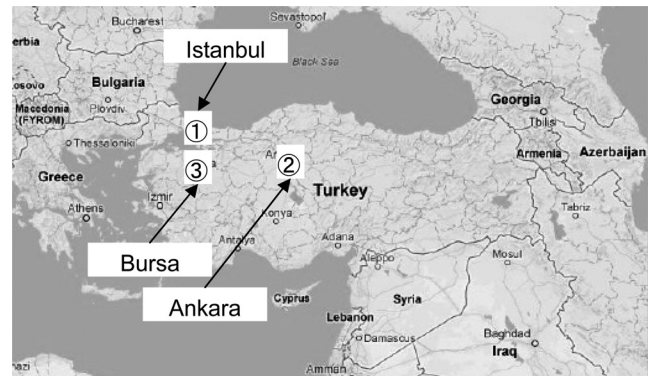 Bucharest
Sevastopol
erbia
Istanbul
Black Sea
osovo
Bulgaria
Plovdiv
Macedonia
(FYROM)
Georgia
Tbilisi
①
Thessaloniki
Armenia
Azerbaijan
②
③
Greece
Turkey
Izmir
Athens
Konya
Tabriz
Antalya
Adana
Bursa
Aleppo
Mosul
Ankara
Cyprus
Syria
Lebanon
Baghdad
Damascus
Iraq
Amman